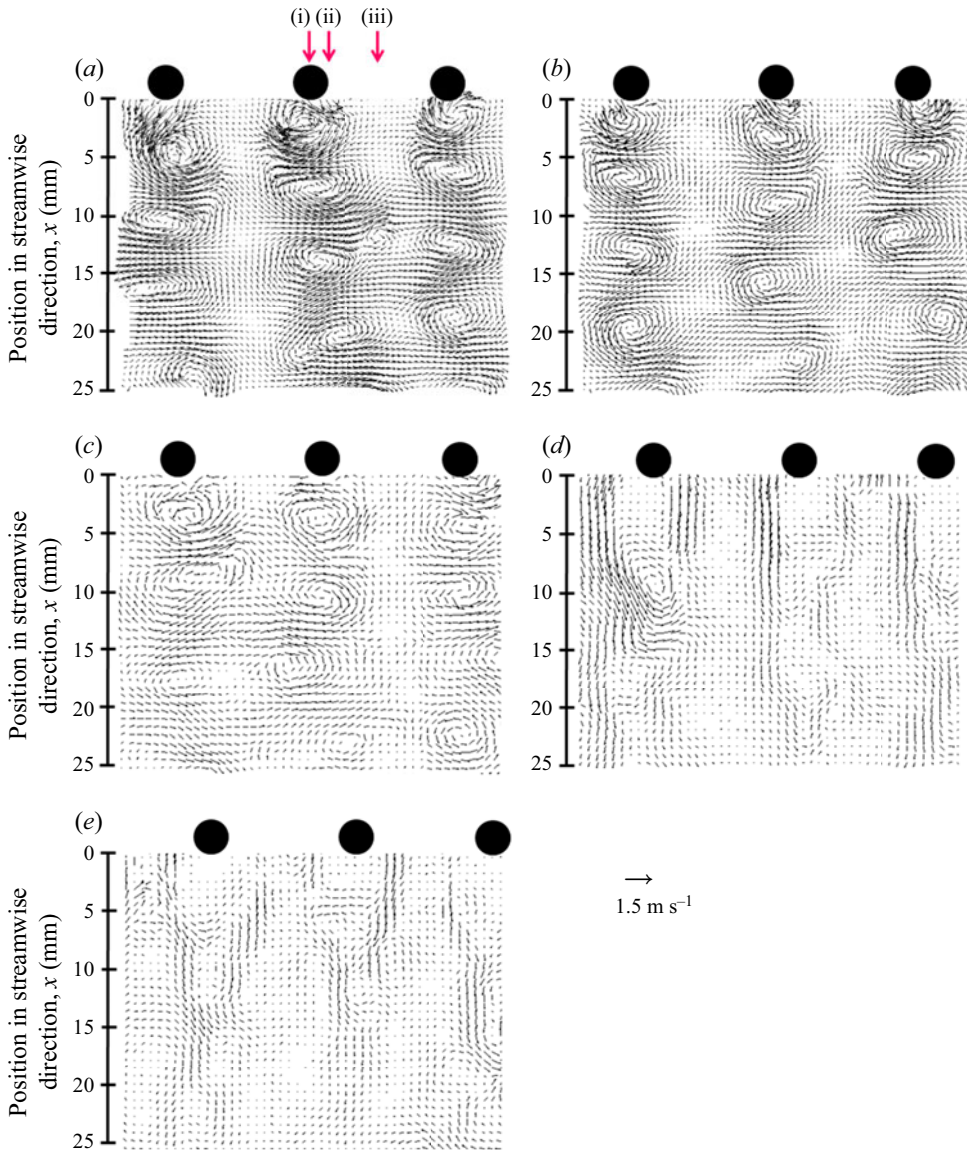 (i) (ii) (iii)
(a) (b)
0 0
5 5
10 10
15 15
20 20
25 25
Position in streamwise
direction, x (mm)
(c) (d)
0 0
5 5
10 10
15 15
20 20
25 25
Position in streamwise
direction, x (mm)
(e)
0
5
10
15
20
25
Position in streamwise
direction, x (mm)
1.5 m s⁻¹